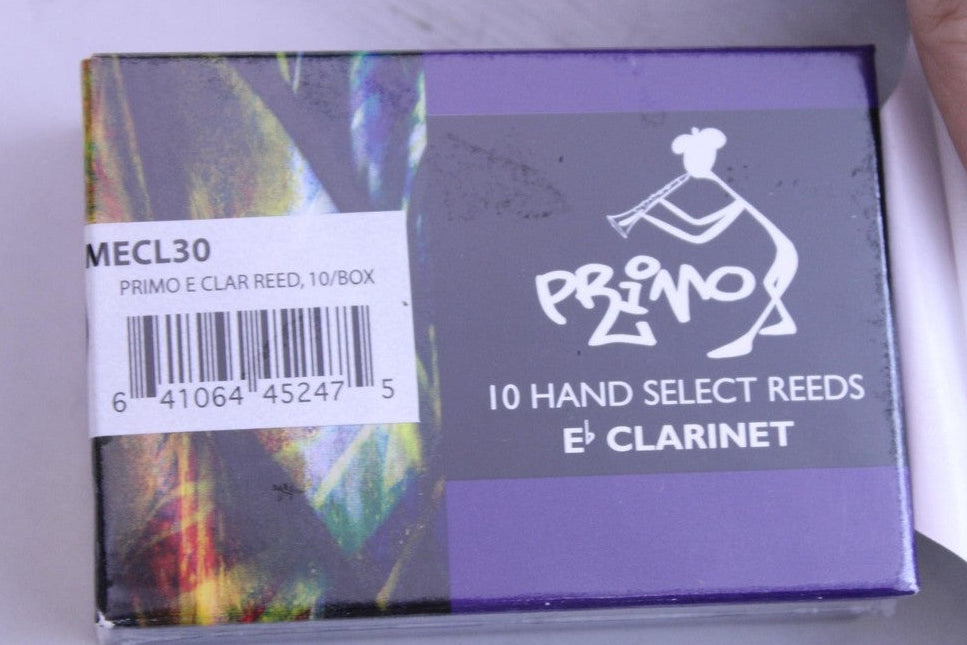 MECL30
PRIMO E CLAR REED, 10/BOX
6 41064 45247 5
PRIMO
10 HAND SELECT REEDS
E♭ CLARINET